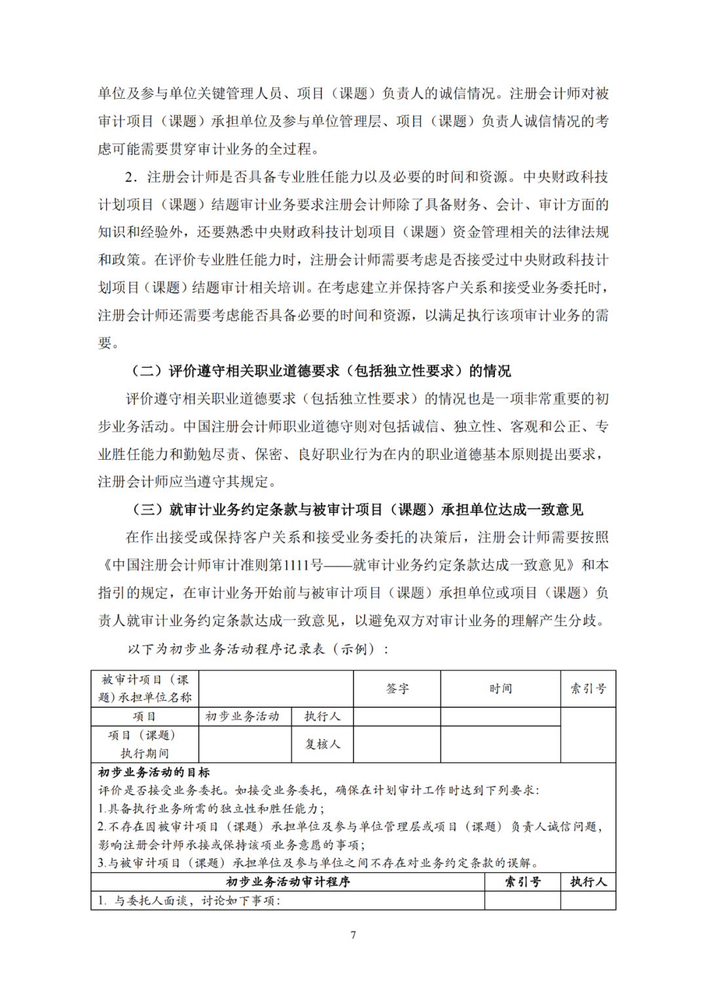 单位及参与单位关键管理人员、项目（课题）负责人的诚信情况。注册会计师对被
审计项目（课题）承担单位及参与单位管理层、项目（课题）负责人诚信情况的考
虑可能需要贯穿审计业务的全过程。
2．注册会计师是否具备专业胜任能力以及必要的时间和资源。中央财政科技
计划项目（课题）结题审计业务要求注册会计师除了具备财务、会计、审计方面的
知识和经验外，还要熟悉中央财政科技计划项目（课题）资金管理相关的法律法规
和政策。在评价专业胜任能力时，注册会计师需要考虑是否接受过中央财政科技计
划项目（课题）结题审计相关培训。在考虑建立并保持客户关系和接受业务委托时，
注册会计师还需要考虑能否具备必要的时间和资源，以满足执行该项审计业务的需
要。
（二）评价遵守相关职业道德要求（包括独立性要求）的情况
评价遵守相关职业道德要求（包括独立性要求）的情况也是一项非常重要的初
步业务活动。中国注册会计师职业道德守则对包括诚信、独立性、客观和公正、专
业胜任能力和勤勉尽责、保密、良好职业行为在内的职业道德基本原则提出要求，
注册会计师应当遵守其规定。
（三）就审计业务约定条款与被审计项目（课题）承担单位达成一致意见
在作出接受或保持客户关系和接受业务委托的决策后，注册会计师需要按照
《中国注册会计师审计准则第1111号——就审计业务约定条款达成一致意见》和本
指引的规定，在审计业务开始前与被审计项目（课题）承担单位或项目（课题）负
责人就审计业务约定条款达成一致意见，以避免双方对审计业务的理解产生分歧。
以下为初步业务活动程序记录表（示例）：
被审计项目（课
题）承担单位名称
签字
时间
索引号
项目
初步业务活动
执行人
项目（课题）
执行期间
复核人
初步业务活动的目标
评价是否接受业务委托。如接受业务委托，确保在计划审计工作时达到下列要求：
1.具备执行业务所需的独立性和胜任能力；
2.不存在因被审计项目（课题）承担单位及参与单位管理层或项目（课题）负责人诚信问题，
影响注册会计师承接或保持该项业务意愿的事项；
3.与被审计项目（课题）承担单位及参与单位之间不存在对业务约定条款的误解。
初步业务活动审计程序
索引号
执行人
1. 与委托人面谈，讨论如下事项：
7